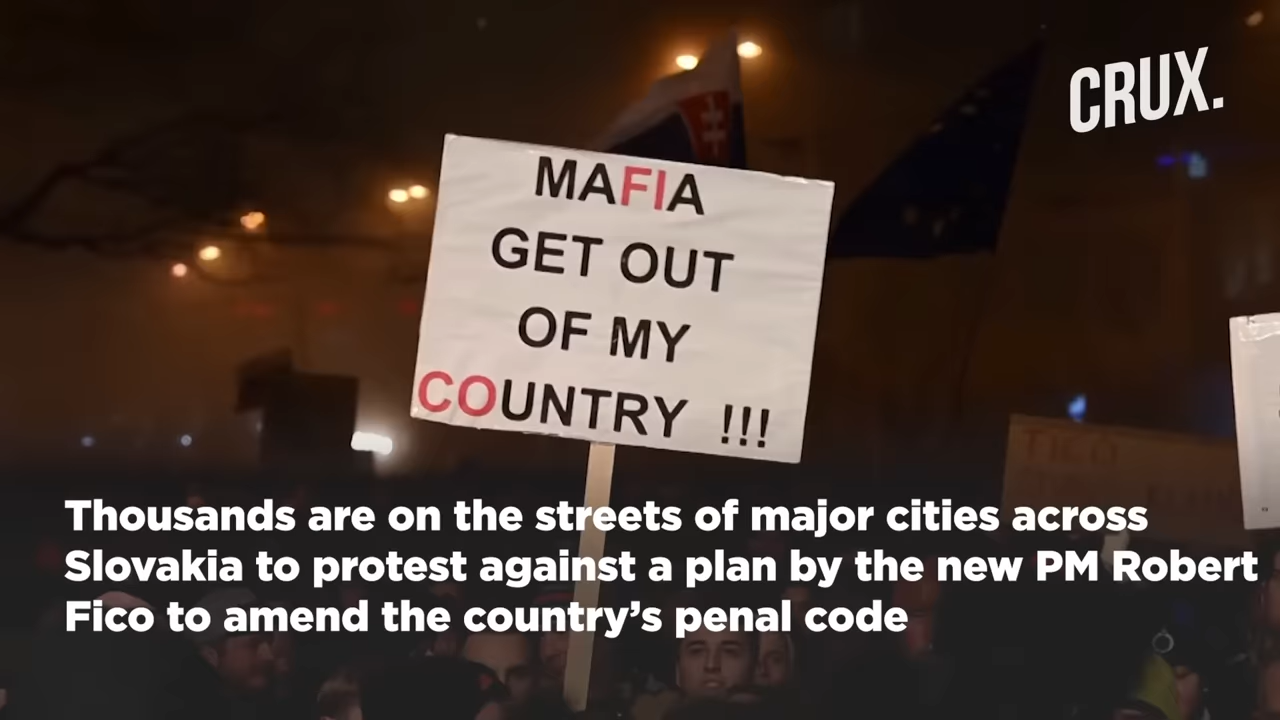 CRUX.
MAFIA
GET OUT
OF MY
COUNTRY !!!
FICO
Thousands are on the streets of major cities across
Slovakia to protest against a plan by the new PM Robert
Fico to amend the country’s penal code